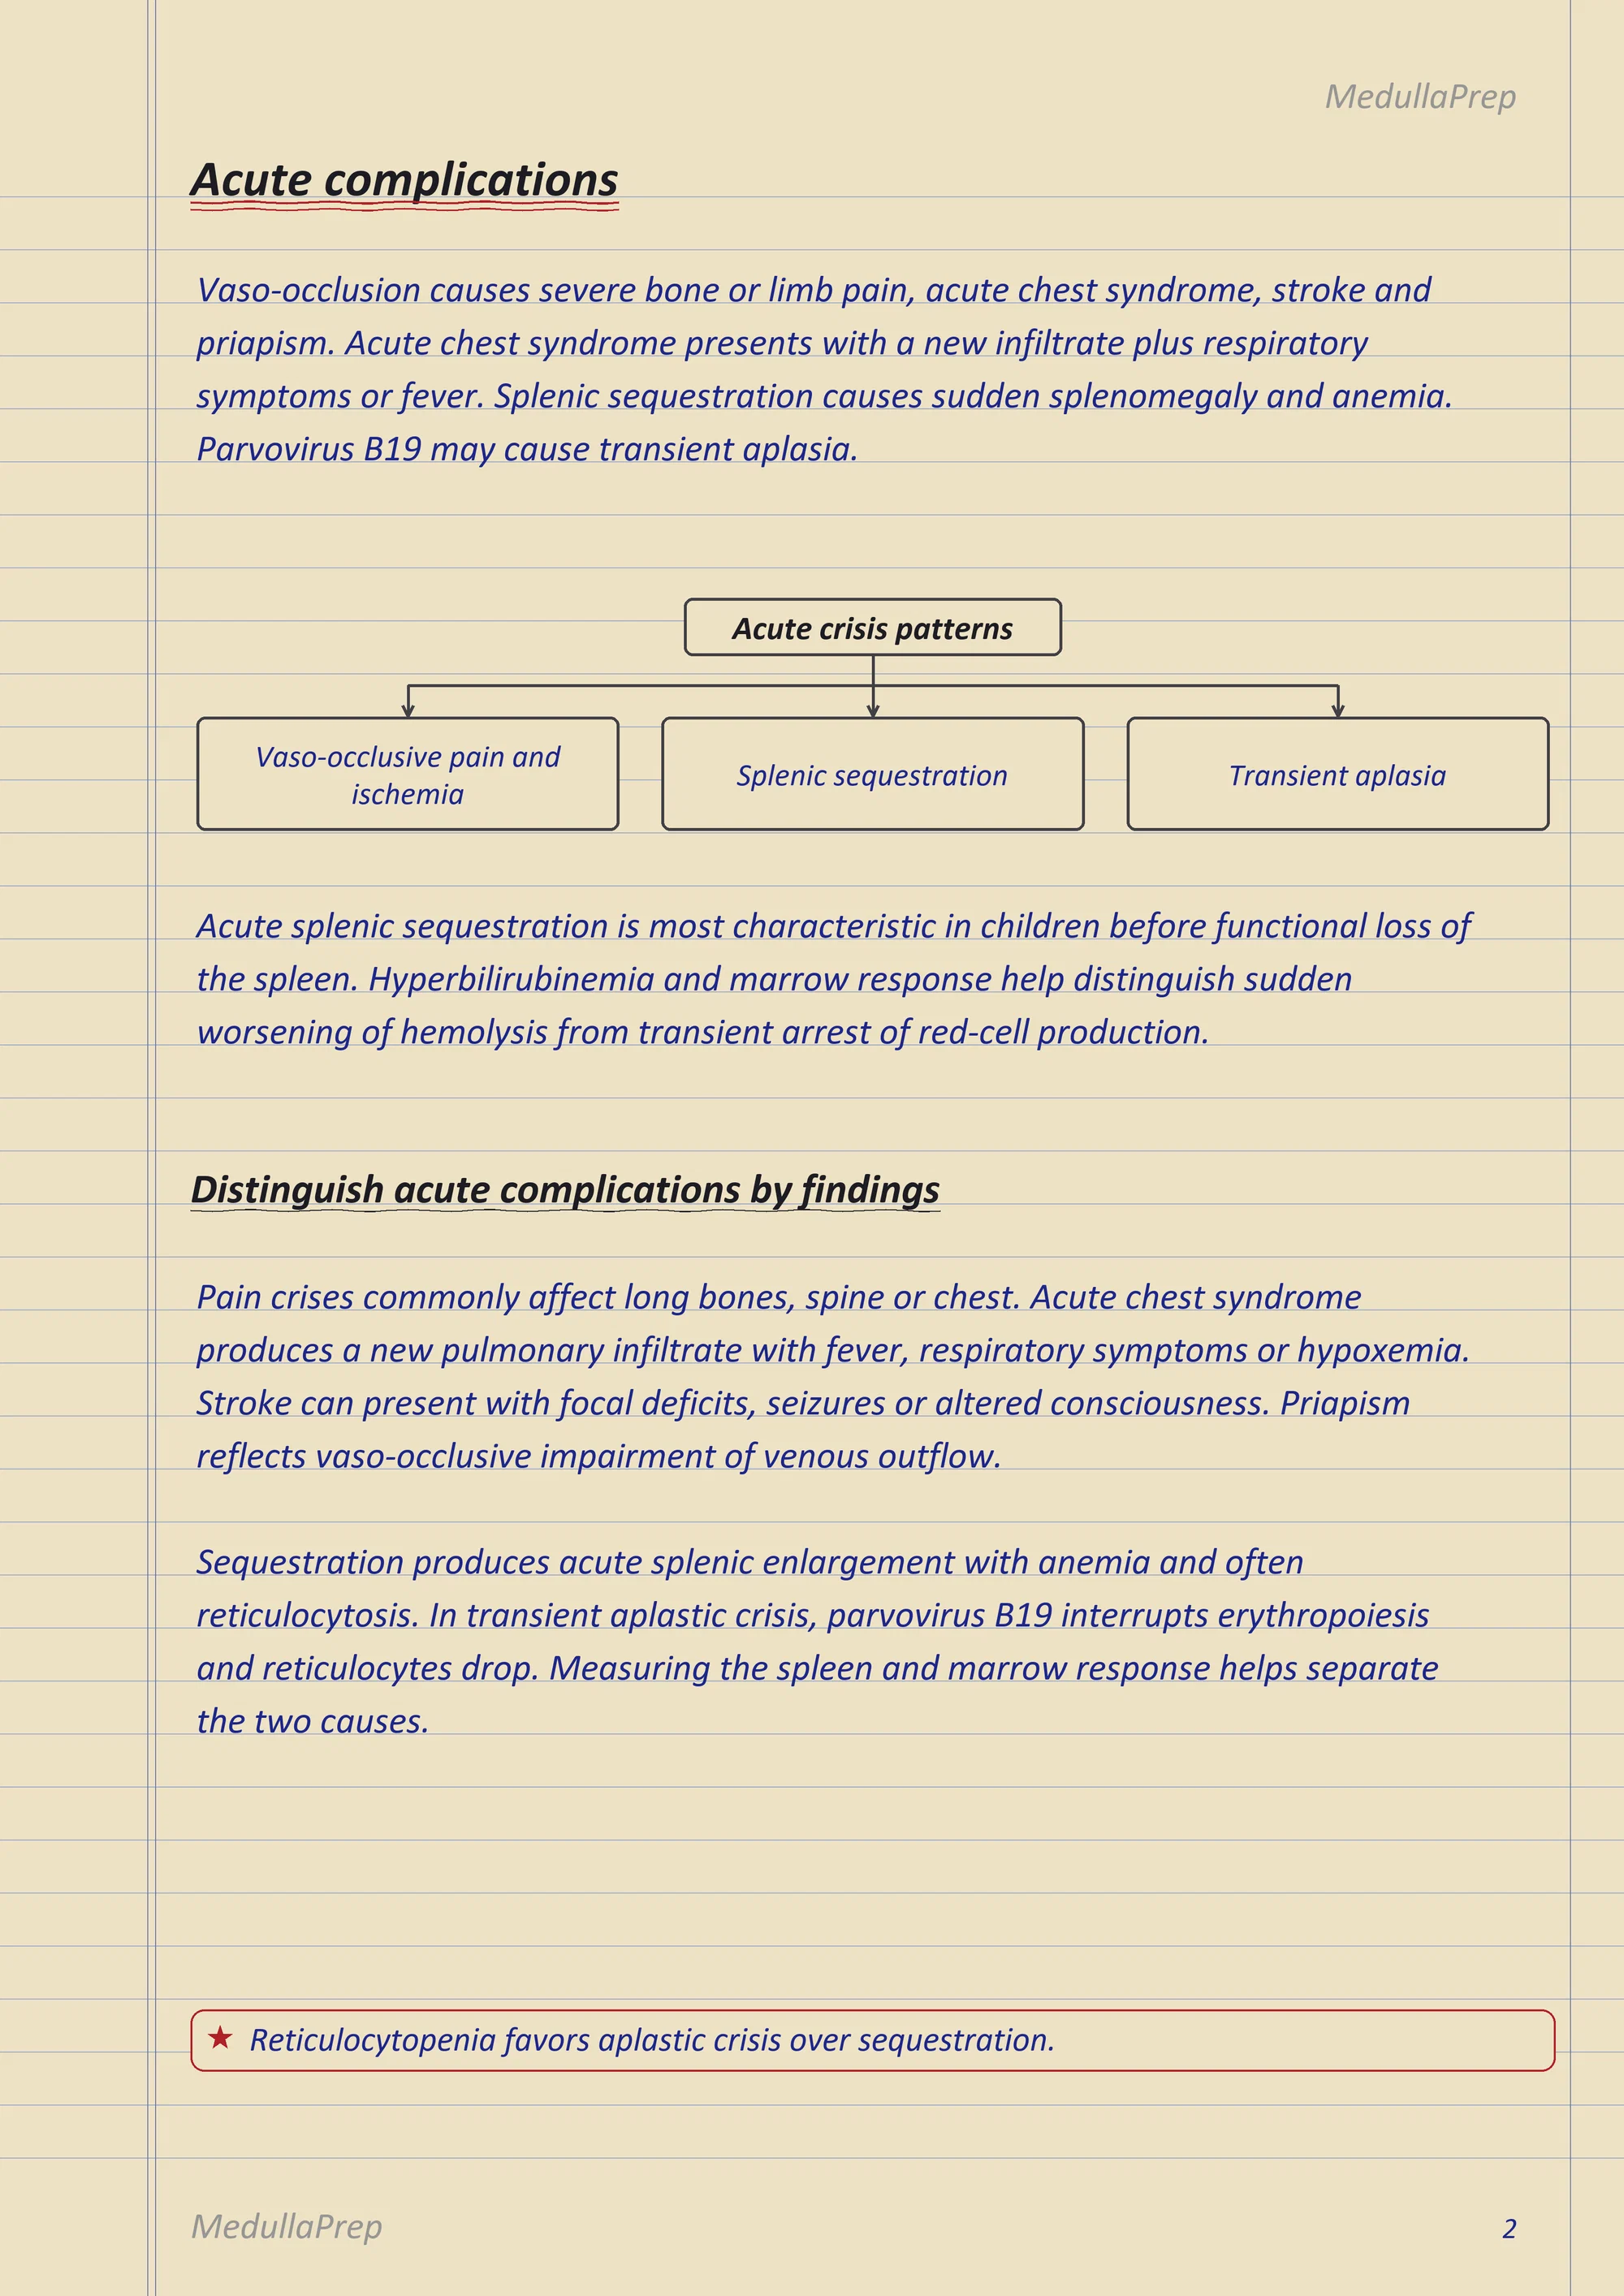 MedullaPrep
Acute complications
Vaso-occlusion causes severe bone or limb pain, acute chest syndrome, stroke and
priapism. Acute chest syndrome presents with a new infiltrate plus respiratory
symptoms or fever. Splenic sequestration causes sudden splenomegaly and anemia.
Parvovirus B19 may cause transient aplasia.
Acute crisis patterns
Vaso-occlusive pain and
ischemia
Splenic sequestration
Transient aplasia
Acute splenic sequestration is most characteristic in children before functional loss of
the spleen. Hyperbilirubinemia and marrow response help distinguish sudden
worsening of hemolysis from transient arrest of red-cell production.
Distinguish acute complications by findings
Pain crises commonly affect long bones, spine or chest. Acute chest syndrome
produces a new pulmonary infiltrate with fever, respiratory symptoms or hypoxemia.
Stroke can present with focal deficits, seizures or altered consciousness. Priapism
reflects vaso-occlusive impairment of venous outflow.
Sequestration produces acute splenic enlargement with anemia and often
reticulocytosis. In transient aplastic crisis, parvovirus B19 interrupts erythropoiesis
and reticulocytes drop. Measuring the spleen and marrow response helps separate
the two causes.
★ Reticulocytopenia favors aplastic crisis over sequestration.
MedullaPrep
2